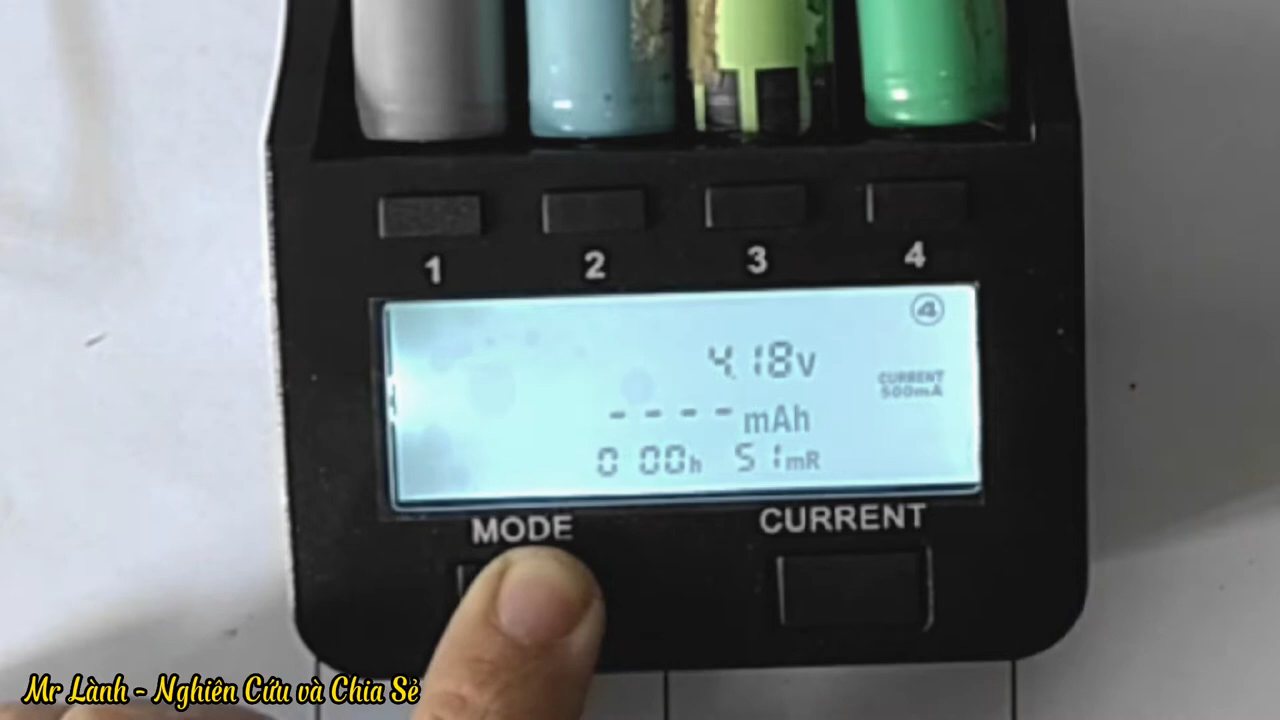 1 2 3 4
④
4.18V
CURRENT
500mA
- - - - mAh
0 00h 51mR
MODE CURRENT
Mr Lành - Nghiên Cứu và Chia Sẻ